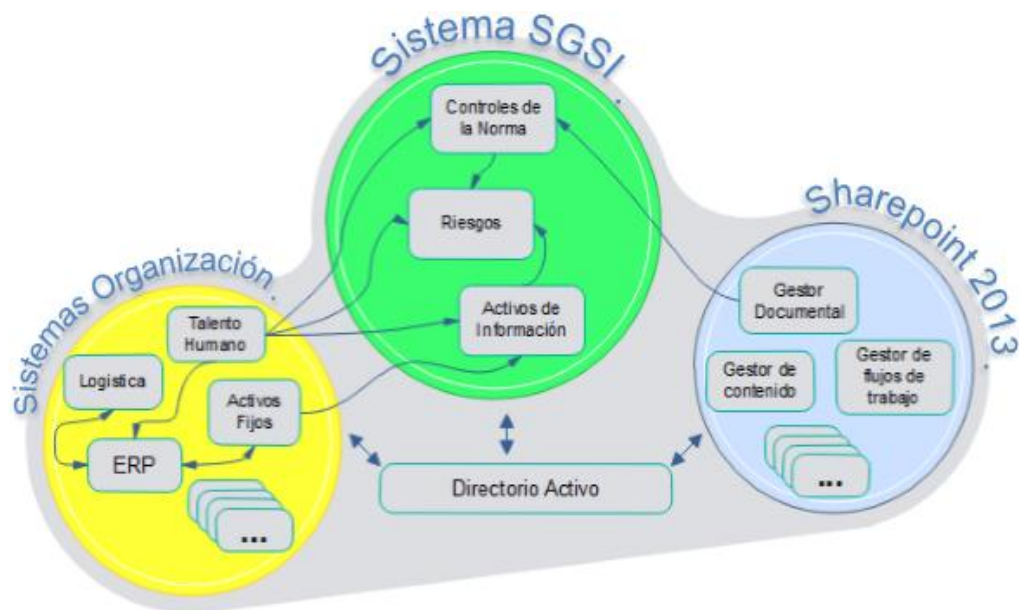 Sistema SGSI.
Controles de
la Norma
Riesgos
Activos de
Información
Sistemas Organización.
Talento
Humano
Logistica
Activos
Fijos
ERP
...
Sharepoint 2013.
Gestor
Documental
Gestor de
contenido
Gestor de
flujos de
trabajo
...
Directorio Activo